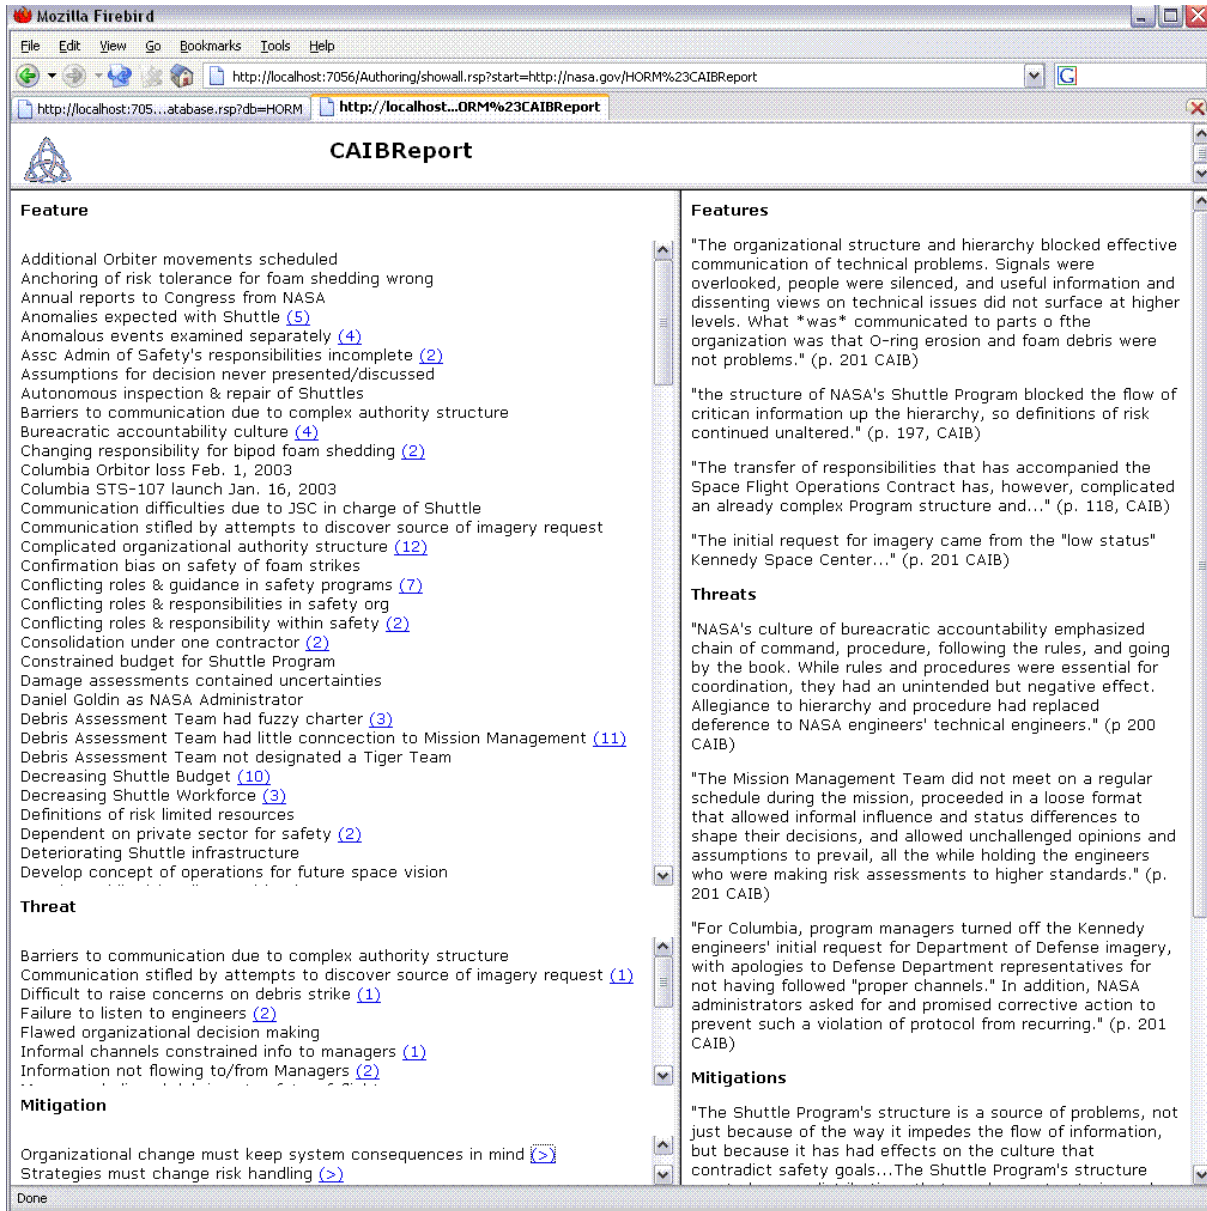 Mozilla Firebird
File Edit View Go Bookmarks Tools Help
http://localhost:7056/Authoring/showall.rsp?start=http://nasa.gov/HORM%23CAIBReport
G
http://localhost:705...atabase.rsp?db=HORM
http://localhost...ORM%23CAIBReport
CAIBReport
Feature
Additional Orbiter movements scheduled
Anchoring of risk tolerance for foam shedding wrong
Annual reports to Congress from NASA
Anomalies expected with Shuttle (5)
Anomalous events examined separately (4)
Assc Admin of Safety's responsibilities incomplete (2)
Assumptions for decision never presented/discussed
Autonomous inspection & repair of Shuttles
Barriers to communication due to complex authority structure
Bureacratic accountability culture (4)
Changing responsibility for bipod foam shedding (2)
Columbia Orbitor loss Feb. 1, 2003
Columbia STS-107 launch Jan. 16, 2003
Communication difficulties due to JSC in charge of Shuttle
Communication stifled by attempts to discover source of imagery request
Complicated organizational authority structure (12)
Confirmation bias on safety of foam strikes
Conflicting roles & guidance in safety programs (7)
Conflicting roles & responsibilities in safety org
Conflicting roles & responsibility within safety (2)
Consolidation under one contractor (2)
Constrained budget for Shuttle Program
Damage assessments contained uncertainties
Daniel Goldin as NASA Administrator
Debris Assessment Team had fuzzy charter (3)
Debris Assessment Team had little conncection to Mission Management (11)
Debris Assessment Team not designated a Tiger Team
Decreasing Shuttle Budget (10)
Decreasing Shuttle Workforce (3)
Definitions of risk limited resources
Dependent on private sector for safety (2)
Deteriorating Shuttle infrastructure
Develop concept of operations for future space vision
Threat
Barriers to communication due to complex authority structure
Communication stifled by attempts to discover source of imagery request (1)
Difficult to raise concerns on debris strike (1)
Failure to listen to engineers (2)
Flawed organizational decision making
Informal channels constrained info to managers (1)
Information not flowing to/from Managers (2)
Mitigation
Organizational change must keep system consequences in mind (>)
Strategies must change risk handling (>)
Features
"The organizational structure and hierarchy blocked effective
communication of technical problems. Signals were
overlooked, people were silenced, and useful information and
dissenting views on technical issues did not surface at higher
levels. What *was* communicated to parts o fthe
organization was that O-ring erosion and foam debris were
not problems." (p. 201 CAIB)
"the structure of NASA's Shuttle Program blocked the flow of
critican information up the hierarchy, so definitions of risk
continued unaltered." (p. 197, CAIB)
"The transfer of responsibilities that has accompanied the
Space Flight Operations Contract has, however, complicated
an already complex Program structure and..." (p. 118, CAIB)
"The initial request for imagery came from the "low status"
Kennedy Space Center..." (p. 201 CAIB)
Threats
"NASA's culture of bureacratic accountability emphasized
chain of command, procedure, following the rules, and going
by the book. While rules and procedures were essential for
coordination, they had an unintended but negative effect.
Allegiance to hierarchy and procedure had replaced
deference to NASA engineers' technical engineers." (p 200
CAIB)
"The Mission Management Team did not meet on a regular
schedule during the mission, proceeded in a loose format
that allowed informal influence and status differences to
shape their decisions, and allowed unchallenged opinions and
assumptions to prevail, all the while holding the engineers
who were making risk assessments to higher standards." (p.
201 CAIB)
"For Columbia, program managers turned off the Kennedy
engineers' initial request for Department of Defense imagery,
with apologies to Defense Department representatives for
not having followed "proper channels." In addition, NASA
administrators asked for and promised corrective action to
prevent such a violation of protocol from recurring." (p. 201
CAIB)
Mitigations
"The Shuttle Program's structure is a source of problems, not
just because of the way it impedes the flow of information,
but because it has had effects on the culture that
contradict safety goals...The Shuttle Program's structure
Done